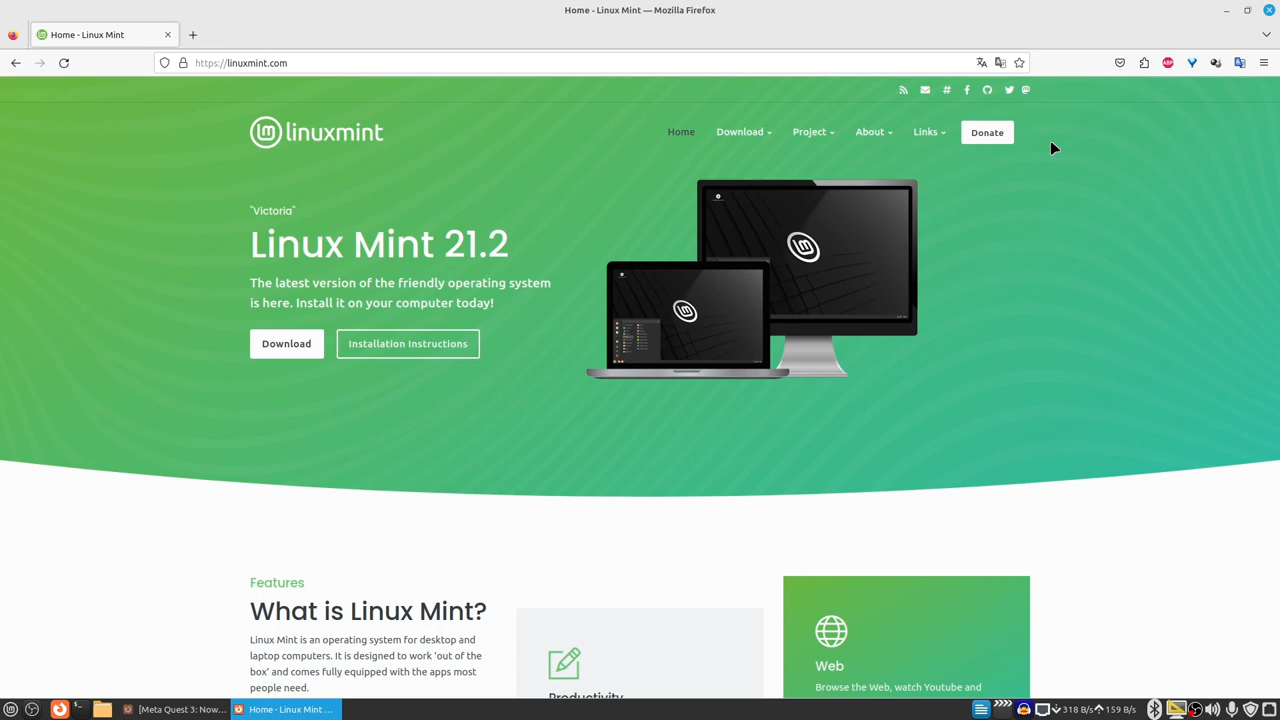 Home - Linux Mint — Mozilla Firefox
Home - Linux Mint
https://linuxmint.com
ABP
linuxmint
Home
Download
Project
About
Links
Donate
"Victoria"
Linux Mint 21.2
The latest version of the friendly operating system
is here. Install it on your computer today!
Download
Installation Instructions
Features
What is Linux Mint?
Linux Mint is an operating system for desktop and
laptop computers. It is designed to work 'out of the
box' and comes fully equipped with the apps most
people need.
Productivity
Web
Browse the Web, watch Youtube and
[Meta Quest 3: Now...
Home - Linux Mint ...
318 B/s 159 B/s